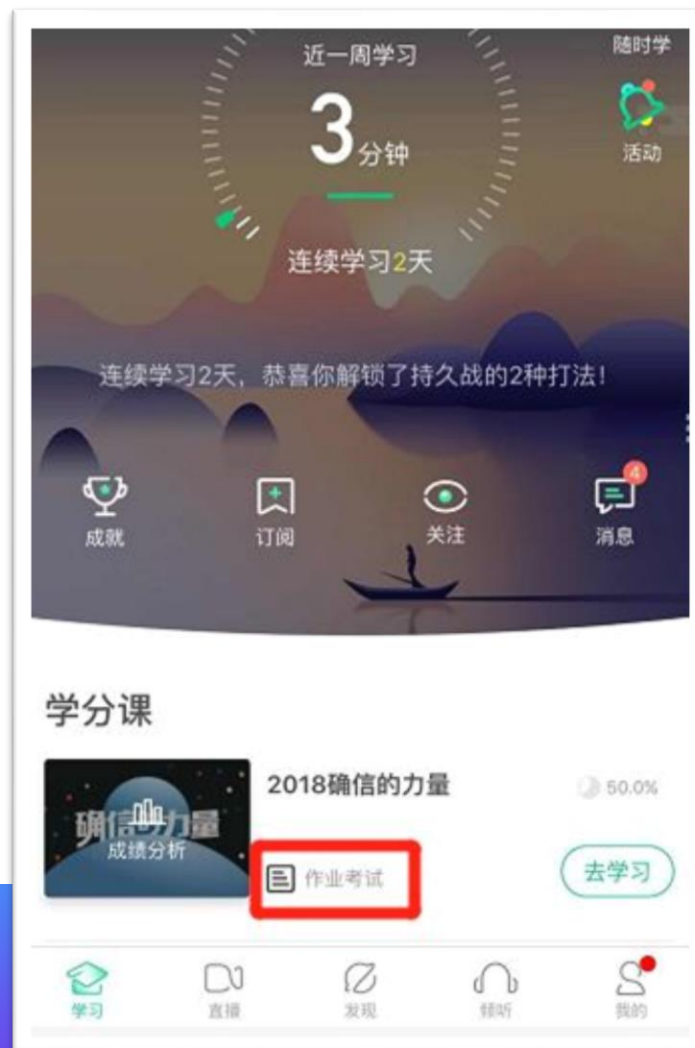 近一周学习
随时学
3分钟
活动
连续学习2天
连续学习2天，恭喜你解锁了持久战的2种打法！
4
成就
订阅
关注
消息
学分课
2018确信的力量
50.0%
确信的力量
成绩分析
作业考试
去学习
学习
直播
发现
倾听
我的